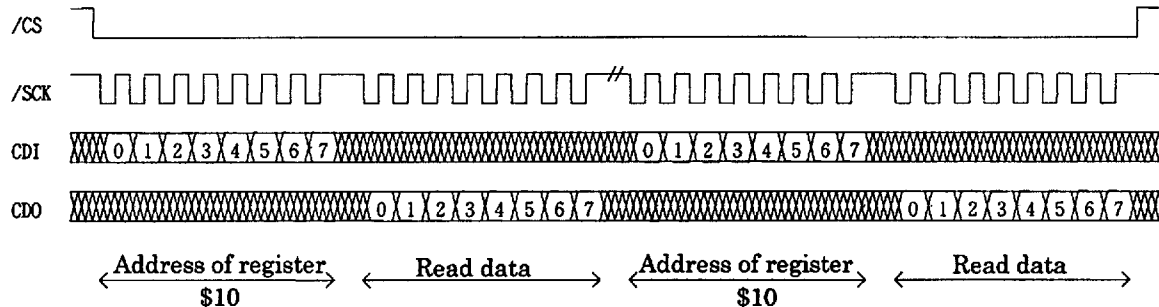 /CS
/SCK
CDI 0 1 2 3 4 5 6 7 0 1 2 3 4 5 6 7
CDO 0 1 2 3 4 5 6 7 0 1 2 3 4 5 6 7
Address of register Read data Address of register Read data
$10 $10